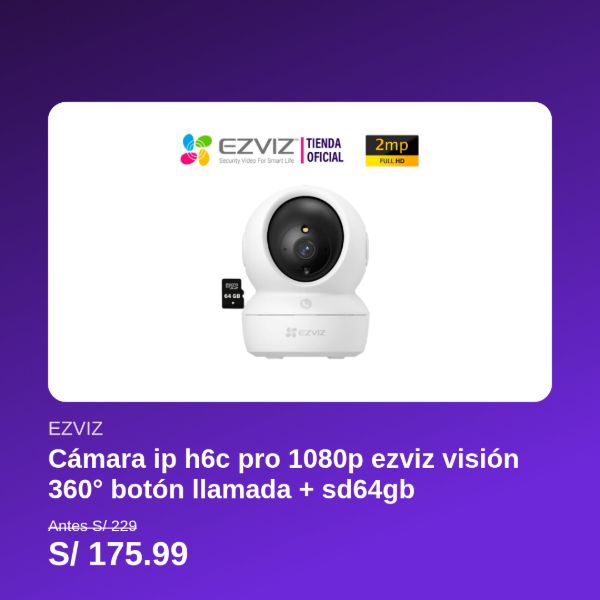 EZVIZ
Security Video For Smart Life
TIENDA
OFICIAL
2mp
FULL HD
64 GB
EZVIZ
EZVIZ
Cámara ip h6c pro 1080p ezviz visión
360° botón llamada + sd64gb
Antes S/ 229
S/ 175.99